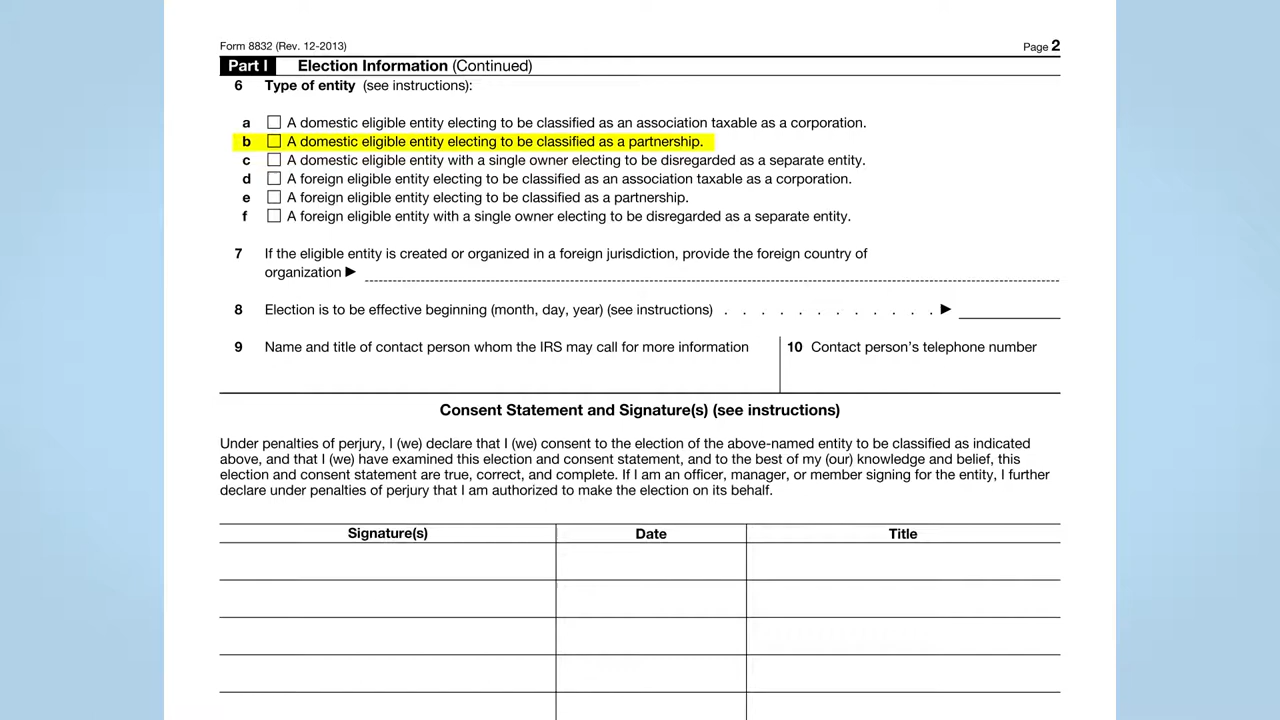 Form 8832 (Rev. 12-2013)
Page 2
Part I Election Information (Continued)
6 Type of entity (see instructions):
a A domestic eligible entity electing to be classified as an association taxable as a corporation.
b A domestic eligible entity electing to be classified as a partnership.
c A domestic eligible entity with a single owner electing to be disregarded as a separate entity.
d A foreign eligible entity electing to be classified as an association taxable as a corporation.
e A foreign eligible entity electing to be classified as a partnership.
f A foreign eligible entity with a single owner electing to be disregarded as a separate entity.
7 If the eligible entity is created or organized in a foreign jurisdiction, provide the foreign country of
organization ▶
8 Election is to be effective beginning (month, day, year) (see instructions) . . . . . . . . . . . . ▶
9 Name and title of contact person whom the IRS may call for more information
10 Contact person’s telephone number
Consent Statement and Signature(s) (see instructions)
Under penalties of perjury, I (we) declare that I (we) consent to the election of the above-named entity to be classified as indicated
above, and that I (we) have examined this election and consent statement, and to the best of my (our) knowledge and belief, this
election and consent statement are true, correct, and complete. If I am an officer, manager, or member signing for the entity, I further
declare under penalties of perjury that I am authorized to make the election on its behalf.
Signature(s) Date Title